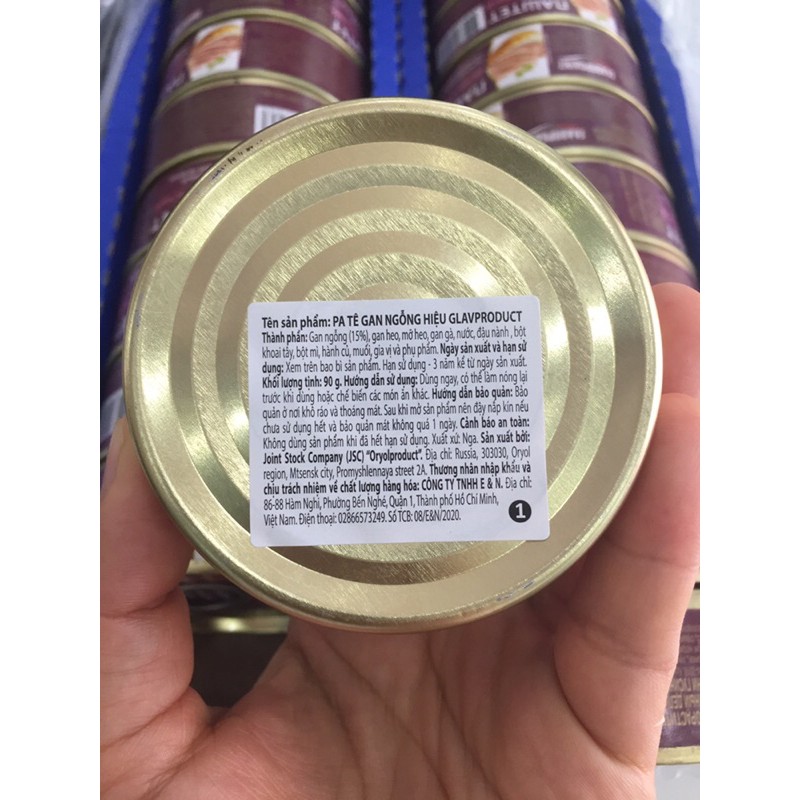 ПАШТЕТ
ПАШТЕТ
Tên sản phẩm: PA TÊ GAN NGỖNG HIỆU GLAVPRODUCT
Thành phần: Gan ngỗng (15%), gan heo, mỡ heo, gan gà, nước, đâu nành , bột
khoai tây, bột mì, hành củ, muối, gia vị và phụ phẩm. Ngày sản xuất và hạn sử
dụng: Xem trên bao bì sản phẩm. Hạn sử dụng - 3 năm kể từ ngày sản xuất.
Khối lượng tịnh: 90 g. Hướng dẫn sử dụng: Dùng ngay, có thể làm nóng lại
trước khi dùng hoặc chế biến các món ăn khác. Hướng dẫn bảo quản: Bảo
quản ở nơi khô ráo và thoáng mát. Sau khi mở sản phẩm nên đậy nắp kín nếu
chưa sử dụng hết và bảo quản mát không quá 1 ngày. Cảnh báo an toàn:
Không dùng sản phẩm khi đã hết hạn sử dụng. Xuất xứ: Nga. Sản xuất bởi:
Joint Stock Company (JSC) "Oryolproduct". Địa chỉ: Russia, 303030, Oryol
region, Mtsensk city, Promyshlennaya street 2A. Thương nhân nhập khẩu và
chịu trách nhiệm về chất lượng hàng hóa: CÔNG TY TNHH E & N. Địa chỉ:
86-88 Hàm Nghi, Phường Bến Nghé, Quận 1, Thành phố Hồ Chí Minh,
Việt Nam. Điện thoại: 02866573249. Số TCB: 08/E&N/2020.
1